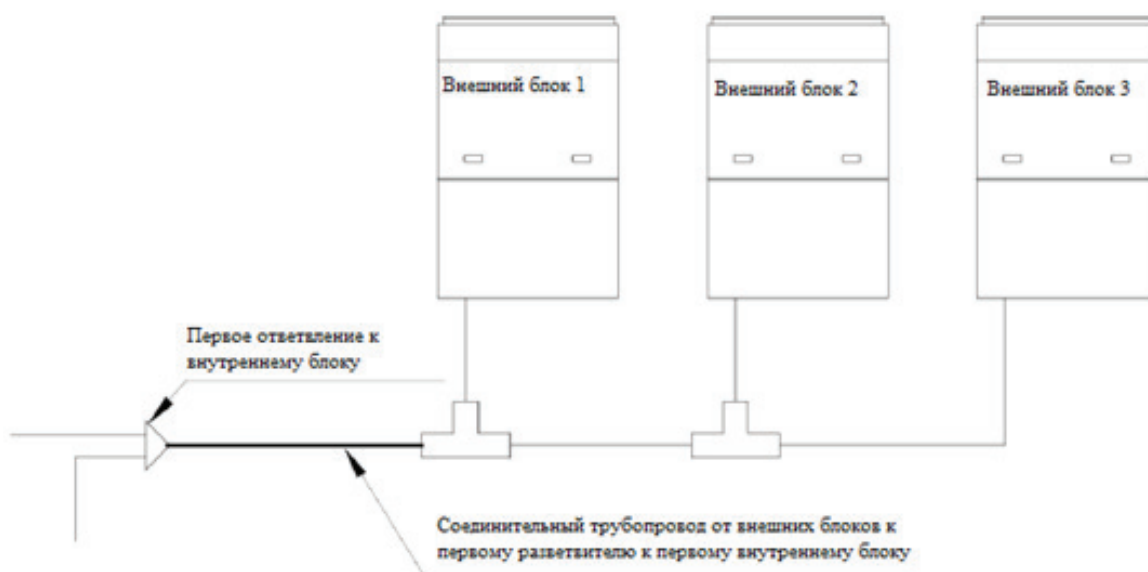 Внешний блок 1
Внешний блок 2
Внешний блок 3
Первое ответвление к
внутреннему блоку
Соединительный трубопровод от внешних блоков к
первому разветвителю к первому внутреннему блоку